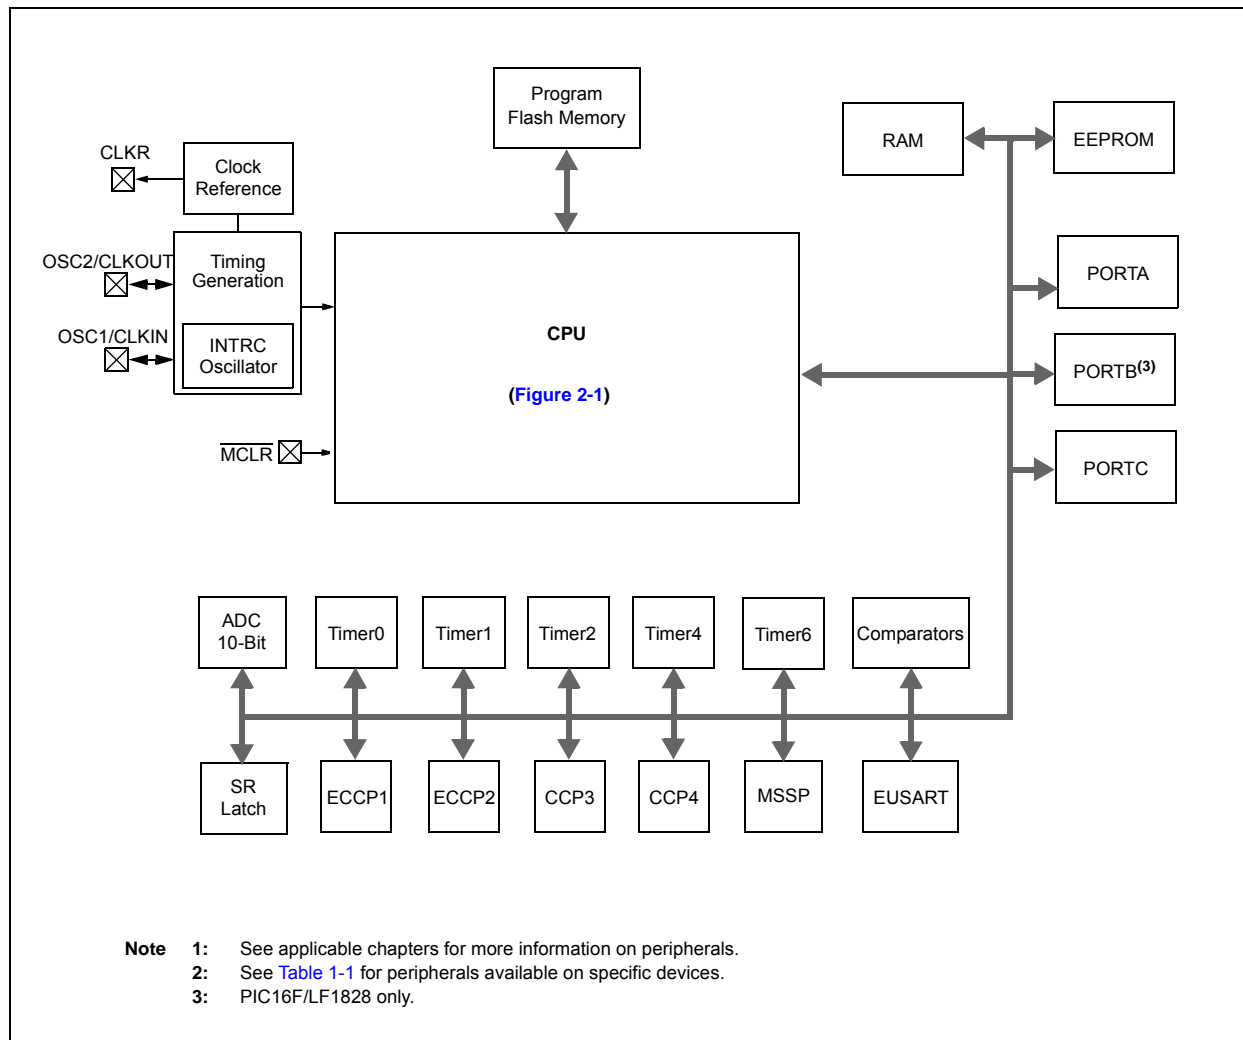 Program
Flash Memory
RAM
EEPROM
CLKR
Clock
Reference
OSC2/CLKOUT
Timing
Generation
PORTA
OSC1/CLKIN
INTRC
Oscillator
CPU
(Figure 2-1)
PORTB(3)
MCLR
PORTC
ADC
10-Bit
Timer0
Timer1
Timer2
Timer4
Timer6
Comparators
SR
Latch
ECCP1
ECCP2
CCP3
CCP4
MSSP
EUSART
Note 1: See applicable chapters for more information on peripherals.
2: See Table 1-1 for peripherals available on specific devices.
3: PIC16F/LF1828 only.